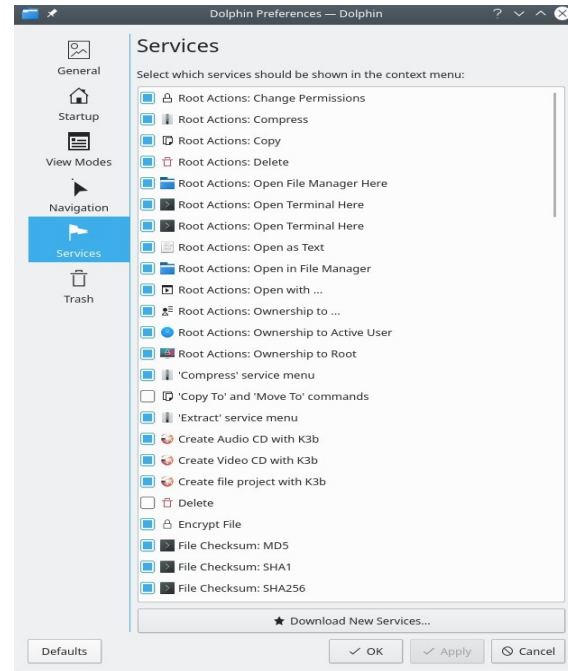 Dolphin Preferences — Dolphin
General
Startup
View Modes
Navigation
Services
Trash
Services
Select which services should be shown in the context menu:
Root Actions: Change Permissions
Root Actions: Compress
Root Actions: Copy
Root Actions: Delete
Root Actions: Open File Manager Here
Root Actions: Open Terminal Here
Root Actions: Open Terminal Here
Root Actions: Open as Text
Root Actions: Open in File Manager
Root Actions: Open with ...
Root Actions: Ownership to ...
Root Actions: Ownership to Active User
Root Actions: Ownership to Root
'Compress' service menu
'Copy To' and 'Move To' commands
'Extract' service menu
Create Audio CD with K3b
Create Video CD with K3b
Create file project with K3b
Delete
Encrypt File
File Checksum: MD5
File Checksum: SHA1
File Checksum: SHA256
Download New Services...
Defaults
OK
Apply
Cancel